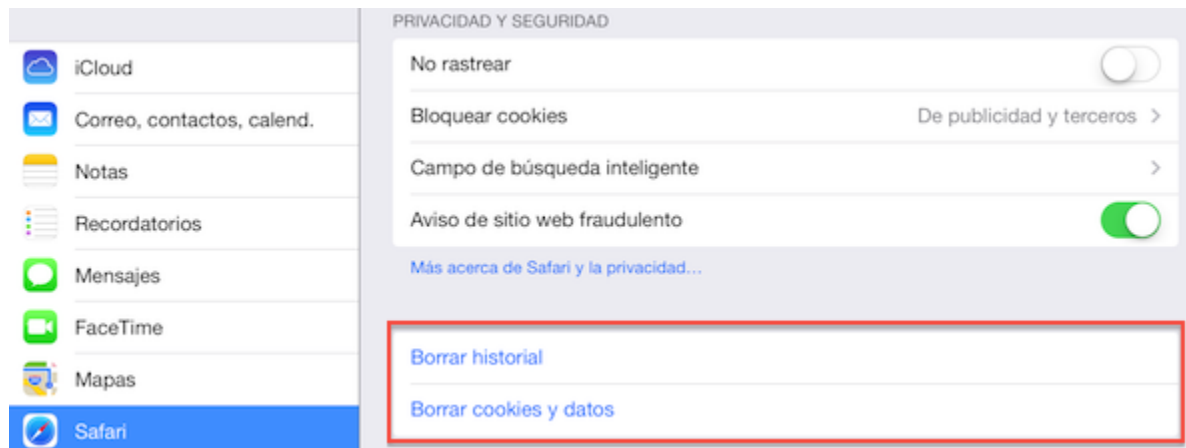 iCloud
Correo, contactos, calend.
Notas
Recordatorios
Mensajes
FaceTime
Mapas
Safari
PRIVACIDAD Y SEGURIDAD
No rastrear
Bloquear cookies De publicidad y terceros
Campo de búsqueda inteligente
Aviso de sitio web fraudulento
Más acerca de Safari y la privacidad...
Borrar historial
Borrar cookies y datos